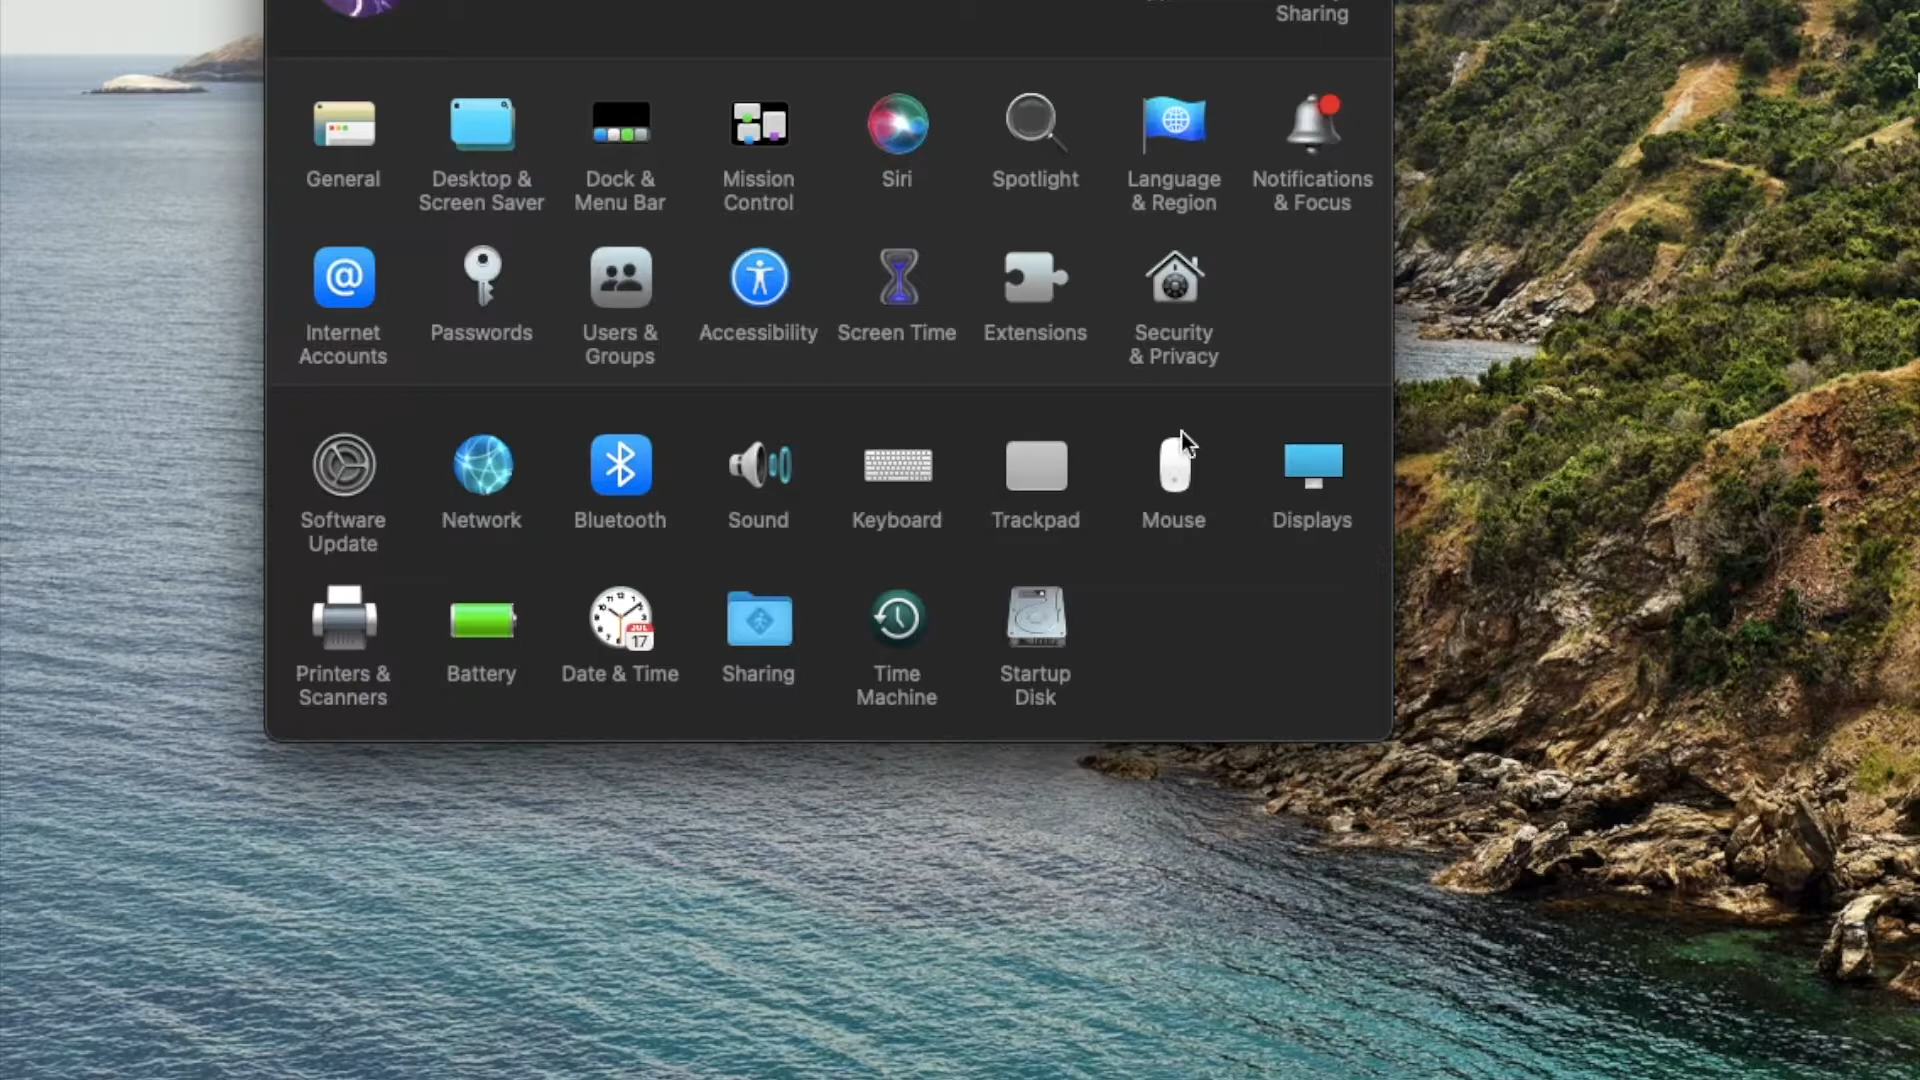 Sharing
General
Desktop &
Screen Saver
Dock &
Menu Bar
Mission
Control
Siri
Spotlight
Language
& Region
Notifications
& Focus
Internet
Accounts
Passwords
Users &
Groups
Accessibility
Screen Time
Extensions
Security
& Privacy
Software
Update
Network
Bluetooth
Sound
Keyboard
Trackpad
Mouse
Displays
JUL
17
Printers &
Scanners
Battery
Date & Time
Sharing
Time
Machine
Startup
Disk